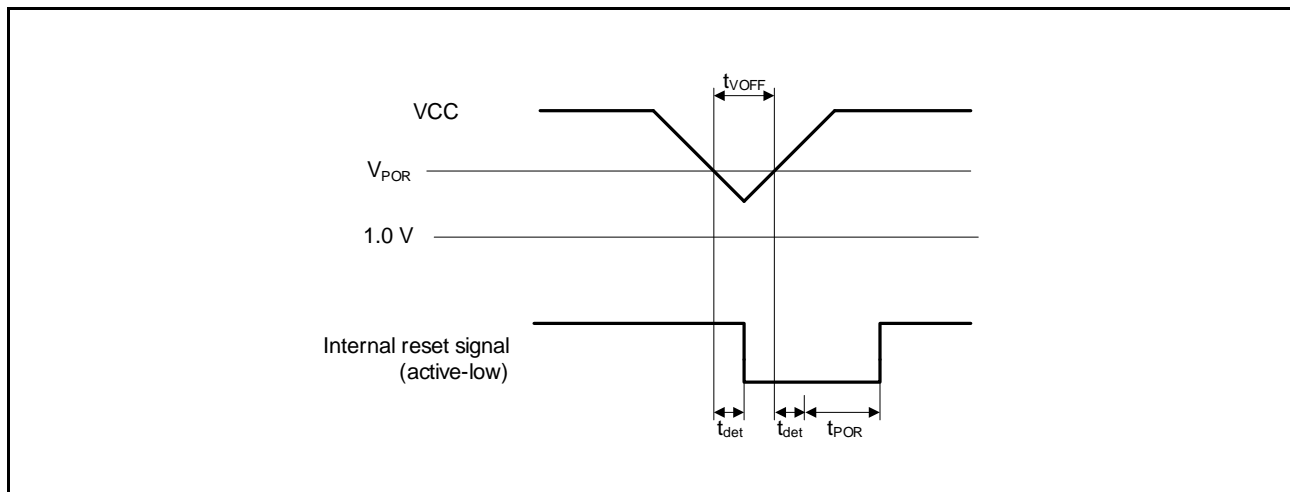 tVOFF
VCC
VPOR
1.0 V
Internal reset signal
(active-low)
tdet
tdet
tPOR